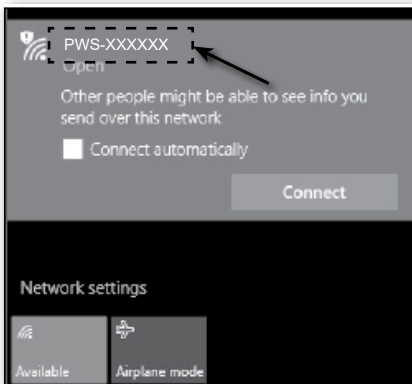 PWS-XXXXXX
Open
Other people might be able to see info you
send over this network
Connect automatically
Connect
Network settings
Available
Airplane mode